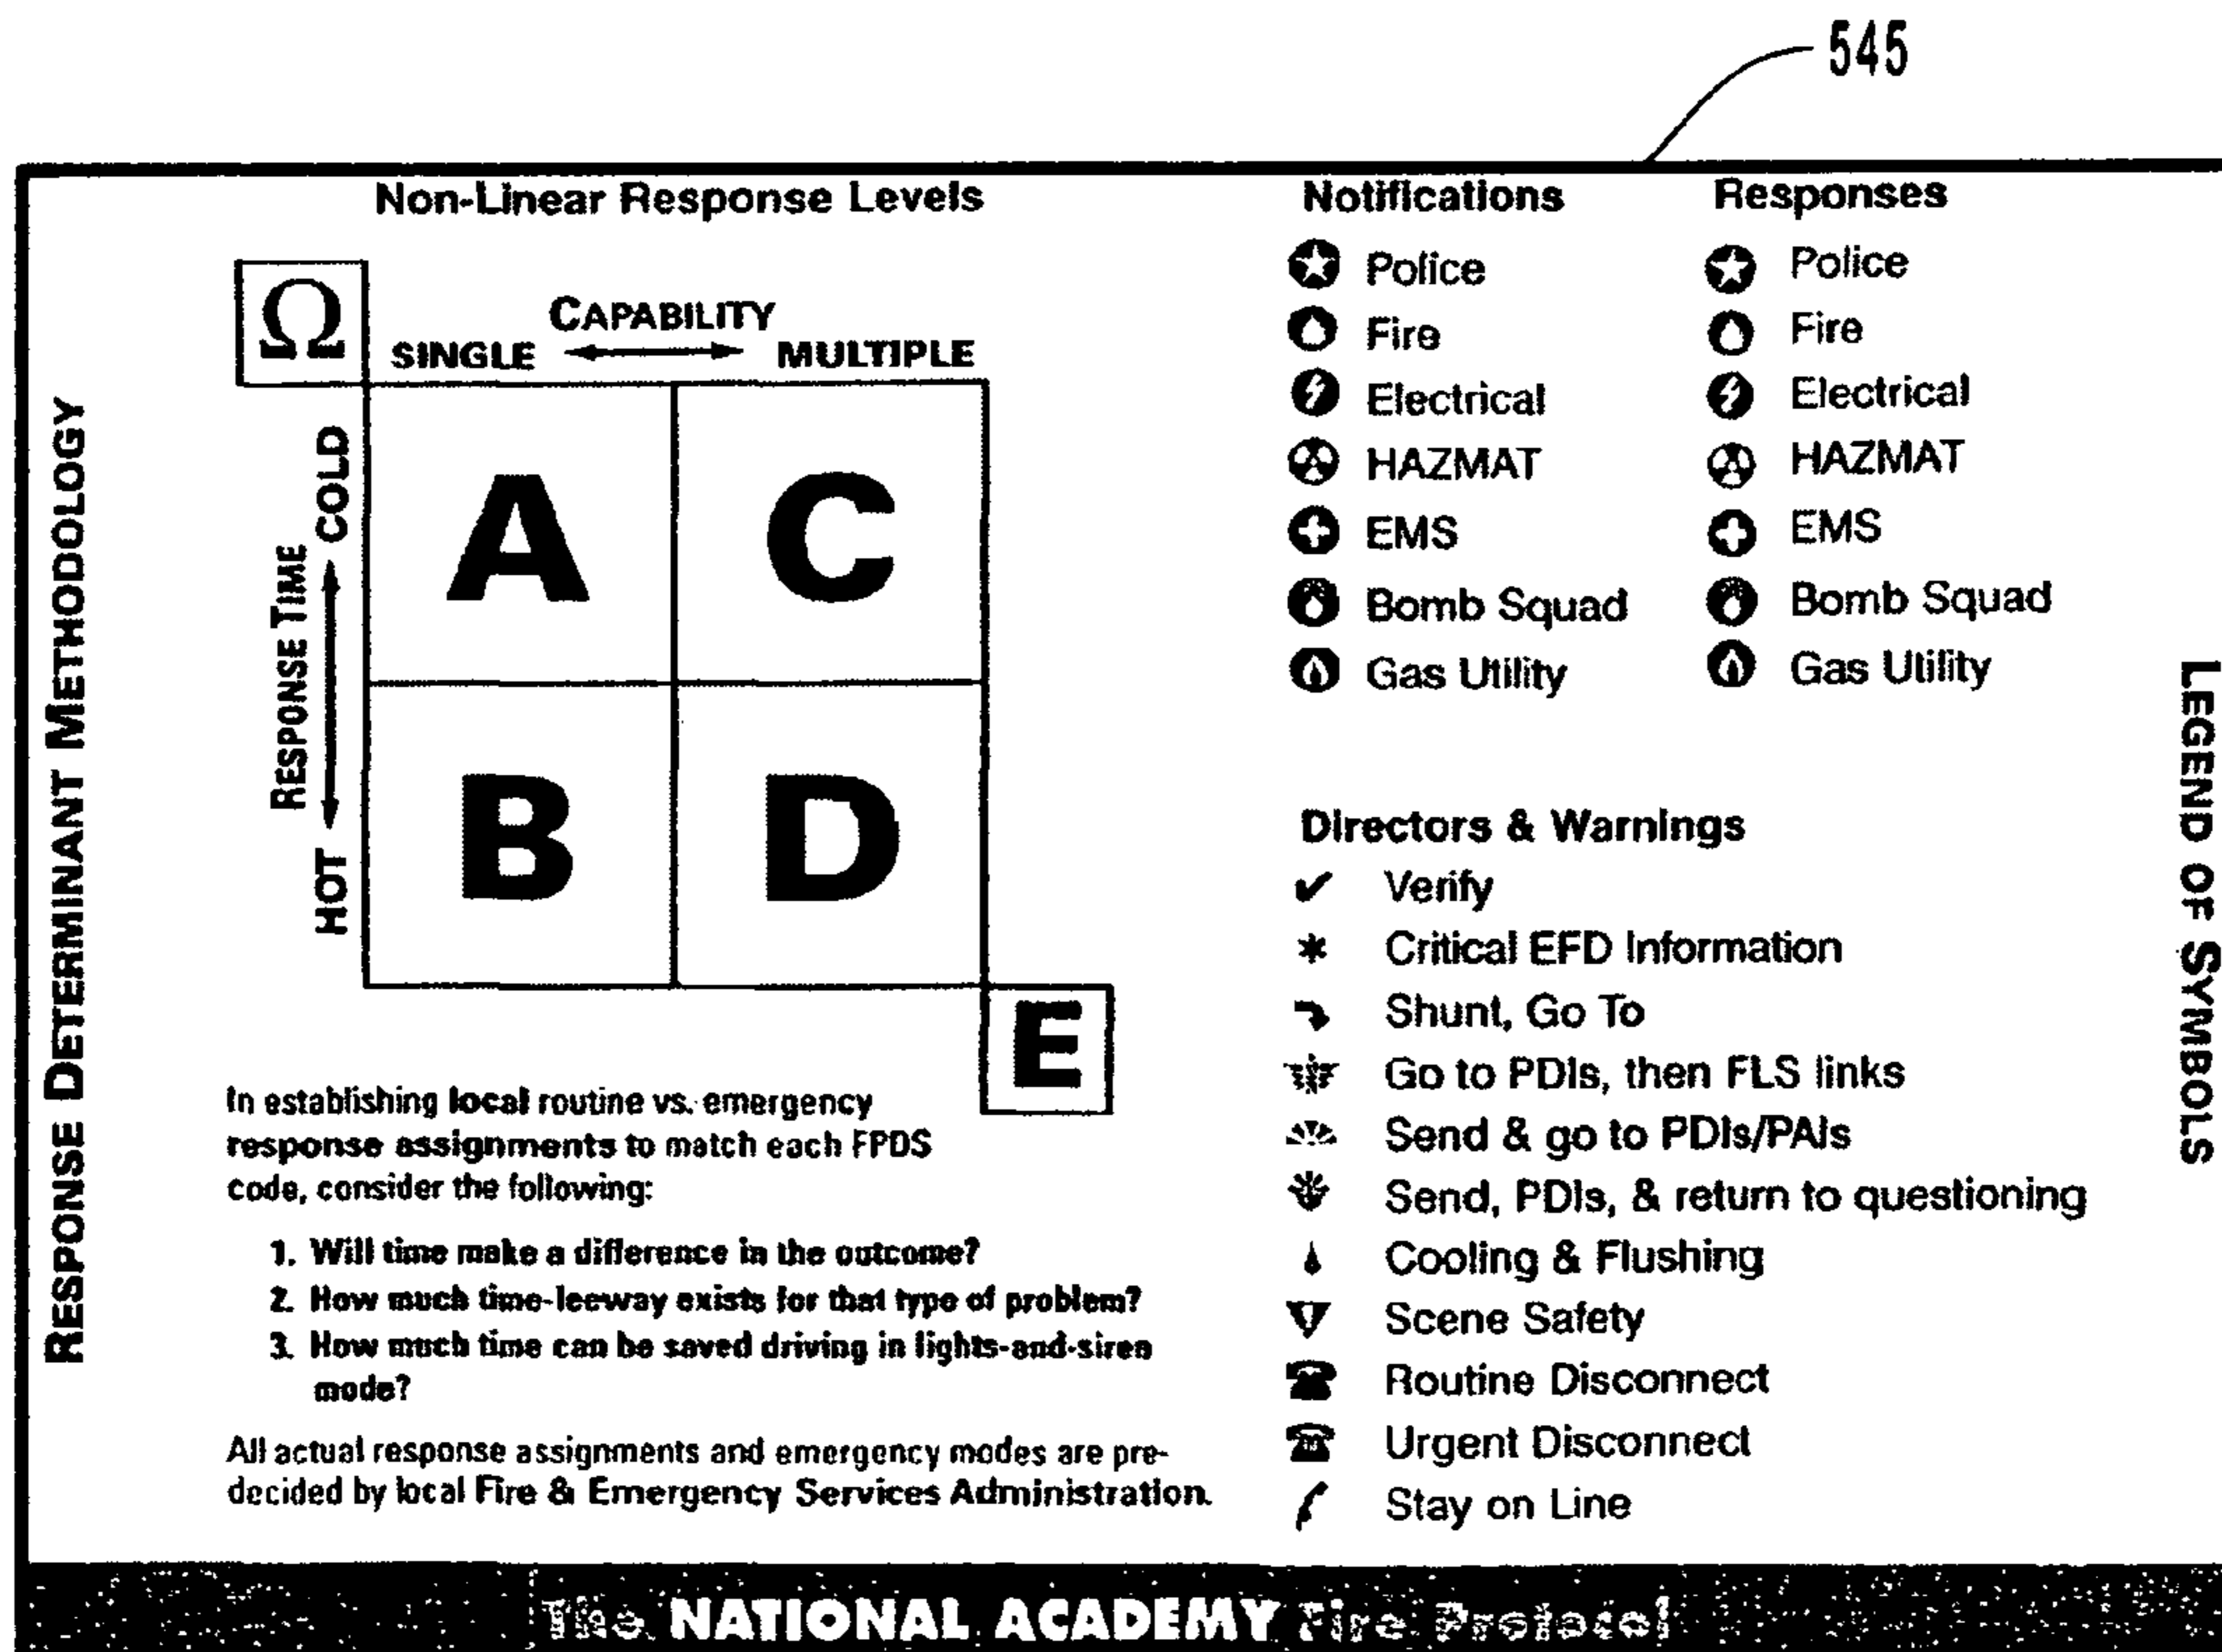 545
RESPONSE DETERMINANT METHODOLOGY
Non-Linear Response Levels
Ω
CAPABILITY
SINGLE MULTIPLE
RESPONSE TIME
COLD
HOT
A
C
B
D
E
In establishing local routine vs. emergency
response assignments to match each FPDS
code, consider the following:
1. Will time make a difference in the outcome?
2. How much time-leeway exists for that type of problem?
3. How much time can be saved driving in lights-and-siren
mode?
All actual response assignments and emergency modes are pre-
decided by local Fire & Emergency Services Administration.
Notifications
Police
Fire
Electrical
HAZMAT
EMS
Bomb Squad
Gas Utility
Responses
Police
Fire
Electrical
HAZMAT
EMS
Bomb Squad
Gas Utility
Directors & Warnings
Verify
Critical EFD Information
Shunt, Go To
Go to PDIs, then FLS links
Send & go to PDIs/PAIs
Send, PDIs, & return to questioning
Cooling & Flushing
Scene Safety
Routine Disconnect
Urgent Disconnect
Stay on Line
LEGEND OF SYMBOLS
The NATIONAL ACADEMY Fire Protocol